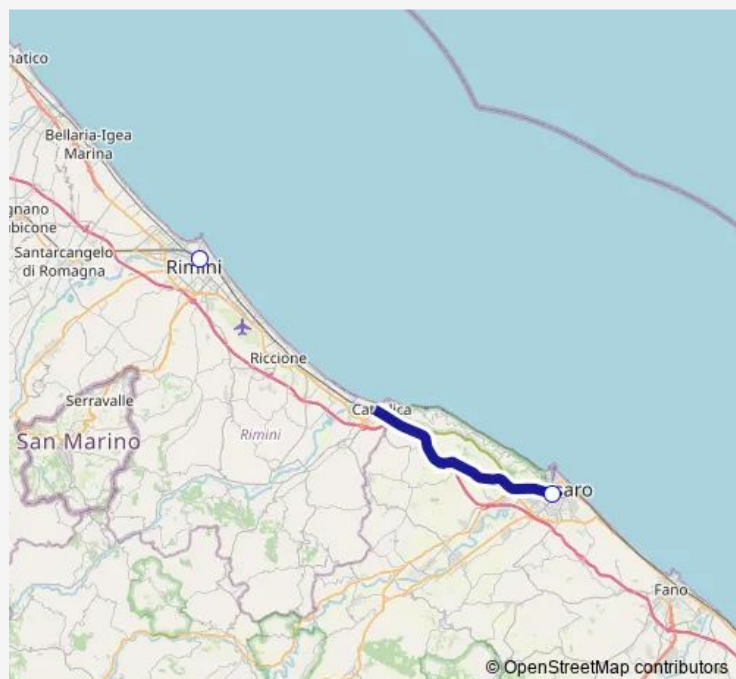 natico
Bellaria-Igea
Marina
gnano
bicone
Santarcangelo
di Romagna
Rimini
Riccione
Cattolica
Serravalle
San Marino
Rimini
saro
Fano
© OpenStreetMap contributors